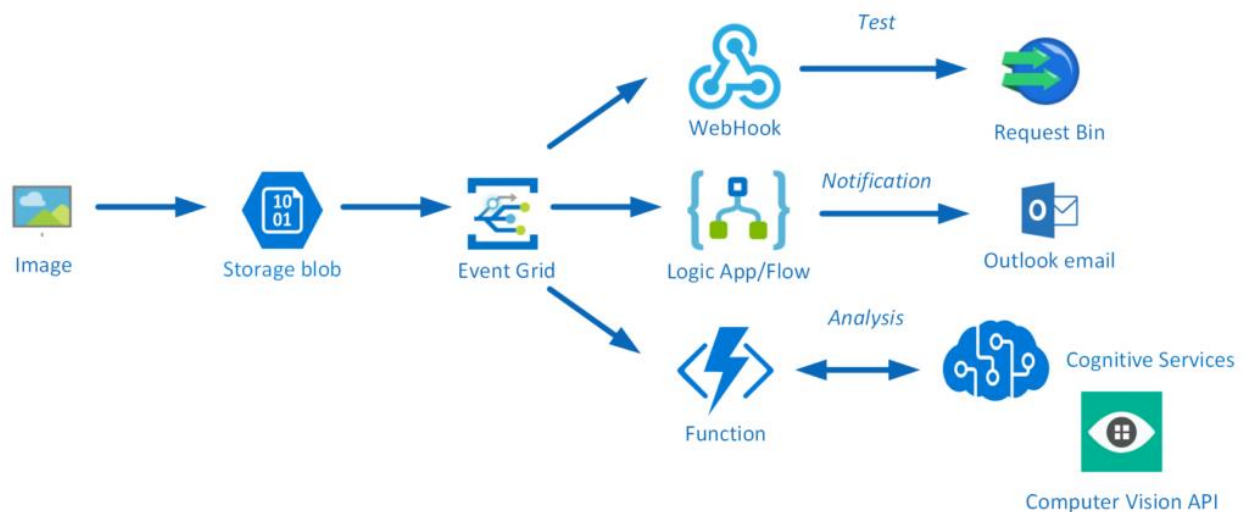 Test
WebHook
Request Bin
Image
10
01
Storage blob
Event Grid
Notification
Logic App/Flow
O
Outlook email
Analysis
Function
Cognitive Services
Computer Vision API